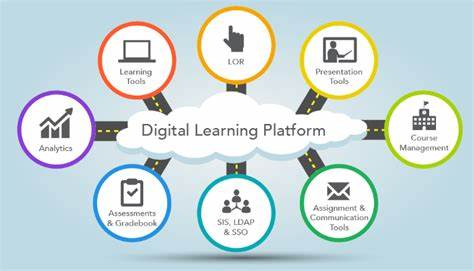 LOR
Learning
Tools
Presentation
Tools
Digital Learning Platform
Analytics
Course
Management
Assessments
& Gradebook
SIS, LDAP
& SSO
Assignment &
Communication
Tools